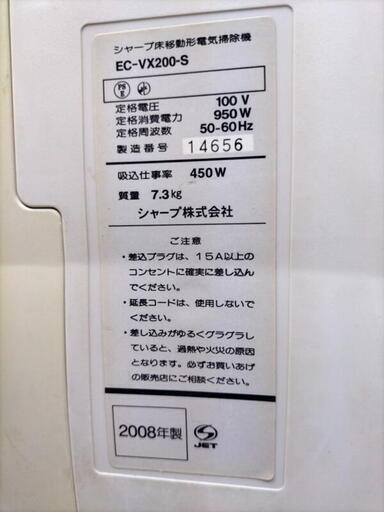 シャープ床移動形電気掃除機
EC-VX200-S
PS
E
定格電圧 100 V
定格消費電力 950W
定格周波数 50-60Hz
製造番号 14656
吸込仕事率 450W
質量 7.3kg
シャープ株式会社
ご注意
・差込プラグは、15A以上の
コンセントに確実に差し込ん
でください。
・延長コードは、使用しないで
ください。
・差し込みがゆるくグラグラ
していると、過熱や火災の原因
となります。必ずお買いあげ
の販売店にご相談ください。
2008年製
JET